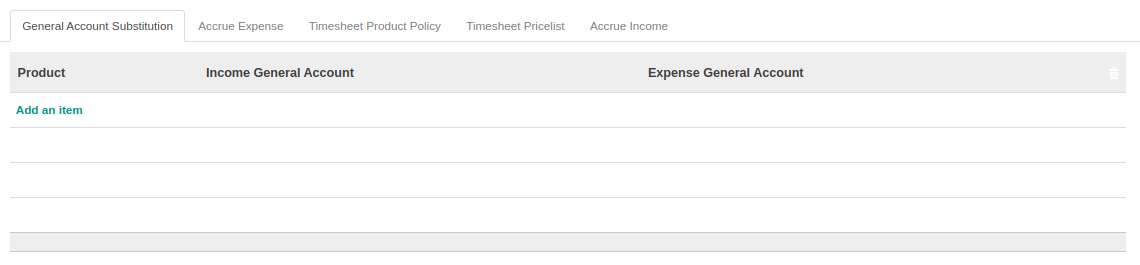 General Account Substitution Accrue Expense Timesheet Product Policy Timesheet Pricelist Accrue Income
Product Income General Account Expense General Account
Add an item